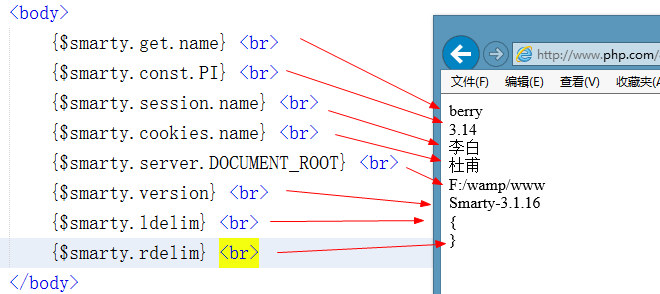 <body>
{$smarty.get.name} <br>
{$smarty.const.PI} <br>
{$smarty.session.name} <br>
{$smarty.cookies.name} <br>
{$smarty.server.DOCUMENT_ROOT} <br>
{$smarty.version} <br>
{$smarty.ldelim} <br>
{$smarty.rdelim} <br>
</body>
http://www.php.com/
文件(F) 编辑(E) 查看(V) 收藏夹(A
berry
3.14
李白
杜甫
F:/wamp/www
Smarty-3.1.16
{
}